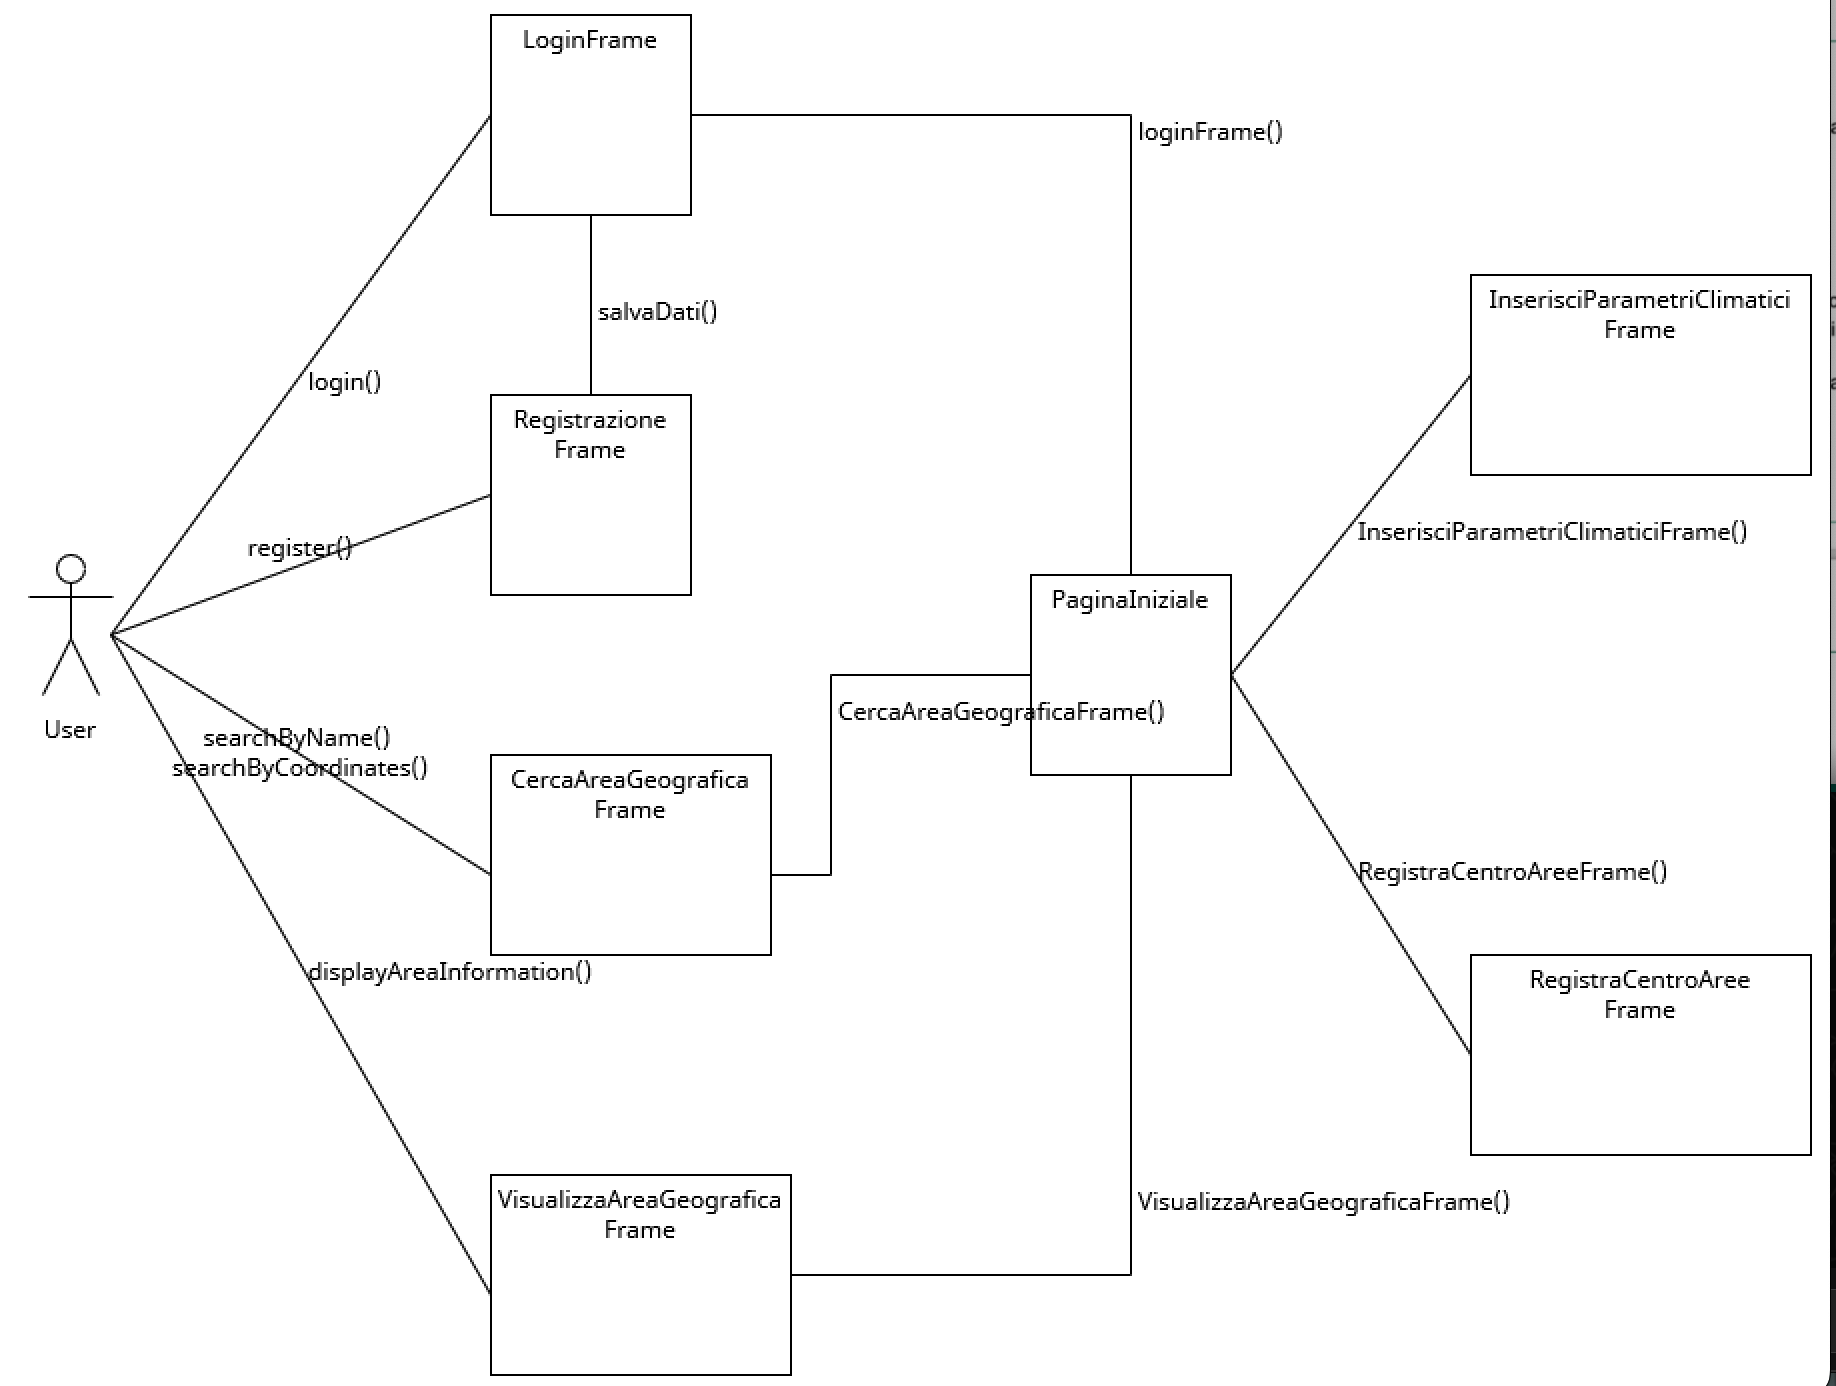 LoginFrame
loginFrame()
InserisciParametriClimatici
Frame
salvaDati()
login()
Registrazione
Frame
InserisciParametriClimaticiFrame()
register()
PaginaIniziale
User
CercaAreaGeograficaFrame()
searchByName()
searchByCoordinates()
CercaAreaGeografica
Frame
RegistraCentroAreeFrame()
displayAreaInformation()
RegistraCentroAree
Frame
VisualizzaAreaGeografica
Frame
VisualizzaAreaGeograficaFrame()